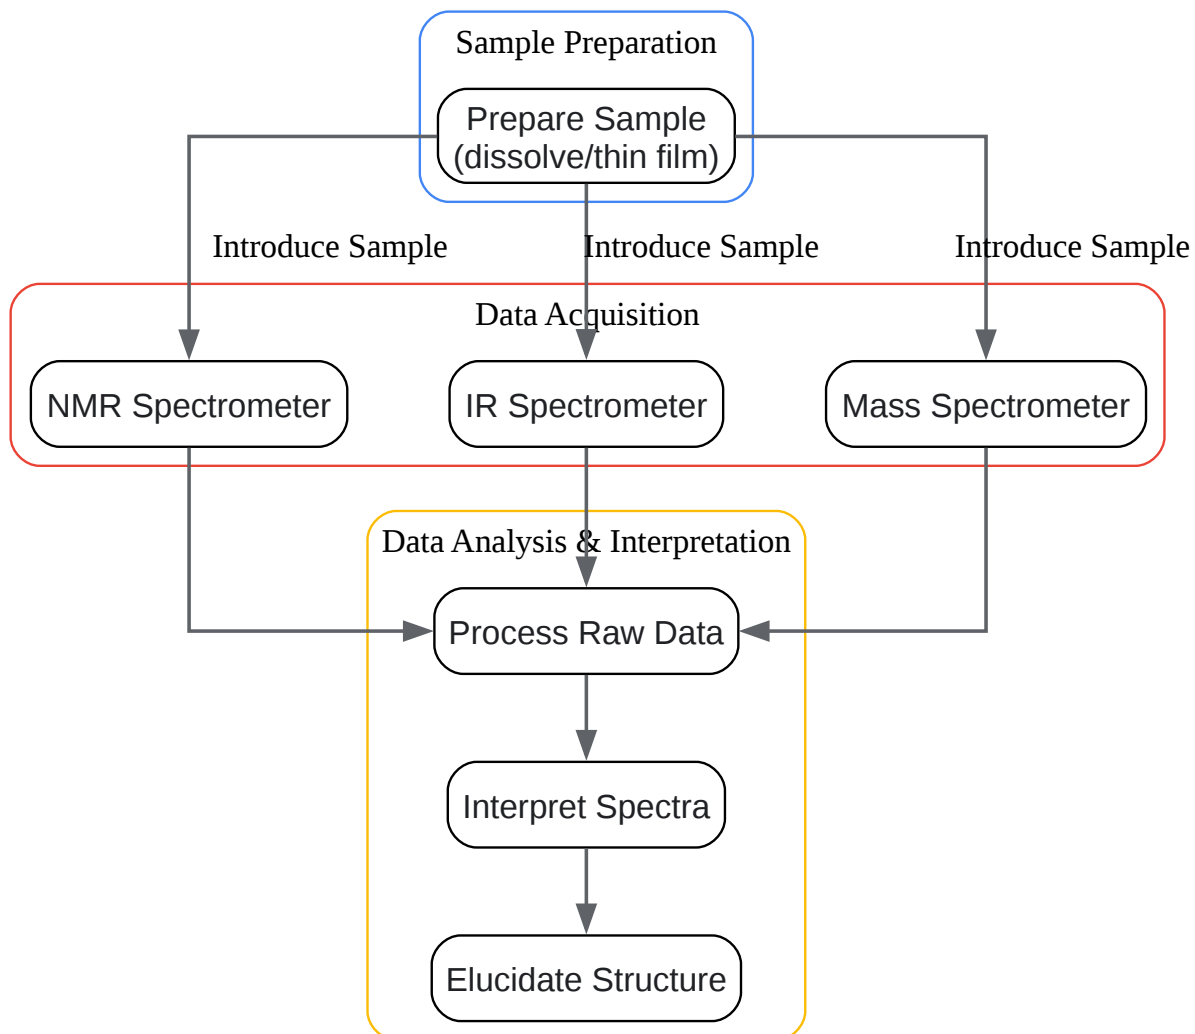 Sample Preparation
Prepare Sample
(dissolve/thin film)
Introduce Sample
Introduce Sample
Introduce Sample
Data Acquisition
NMR Spectrometer
IR Spectrometer
Mass Spectrometer
Data Analysis & Interpretation
Process Raw Data
Interpret Spectra
Elucidate Structure